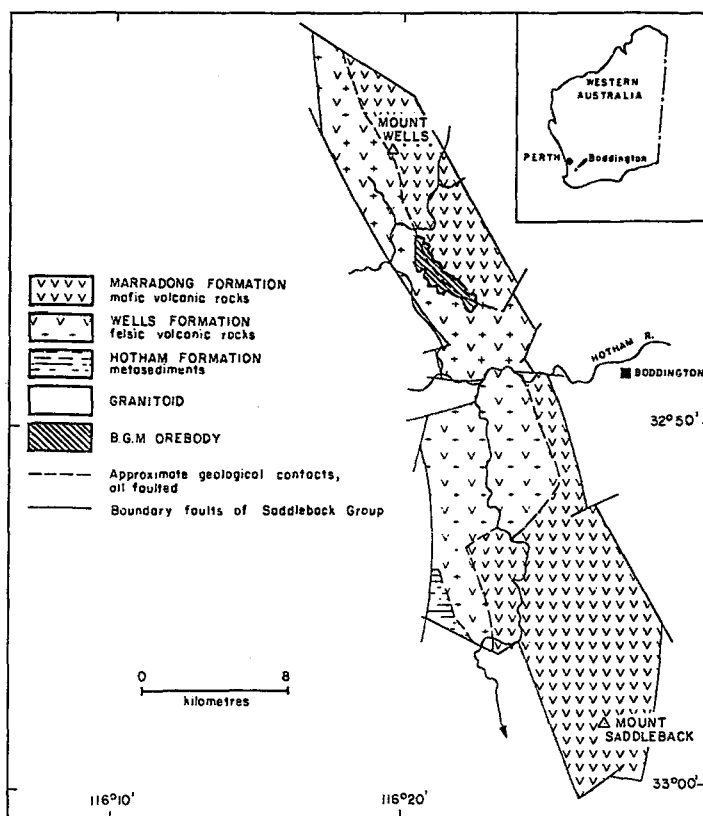 WESTERN
AUSTRALIA
PERTH
Boddington
MOUNT
WELLS
MARRADONG FORMATION
mafic volcanic rocks
WELLS FORMATION
felsic volcanic rocks
HOTHAM FORMATION
metasediments
GRANITOID
B.G.M OREBODY
Approximate geological contacts,
all faulted
Boundary faults of Saddleback Group
HOTHAM R.
BODDINGTON
32°50'
0 8
kilometres
MOUNT
SADDLEBACK
33°00'
116°10' 116°20'